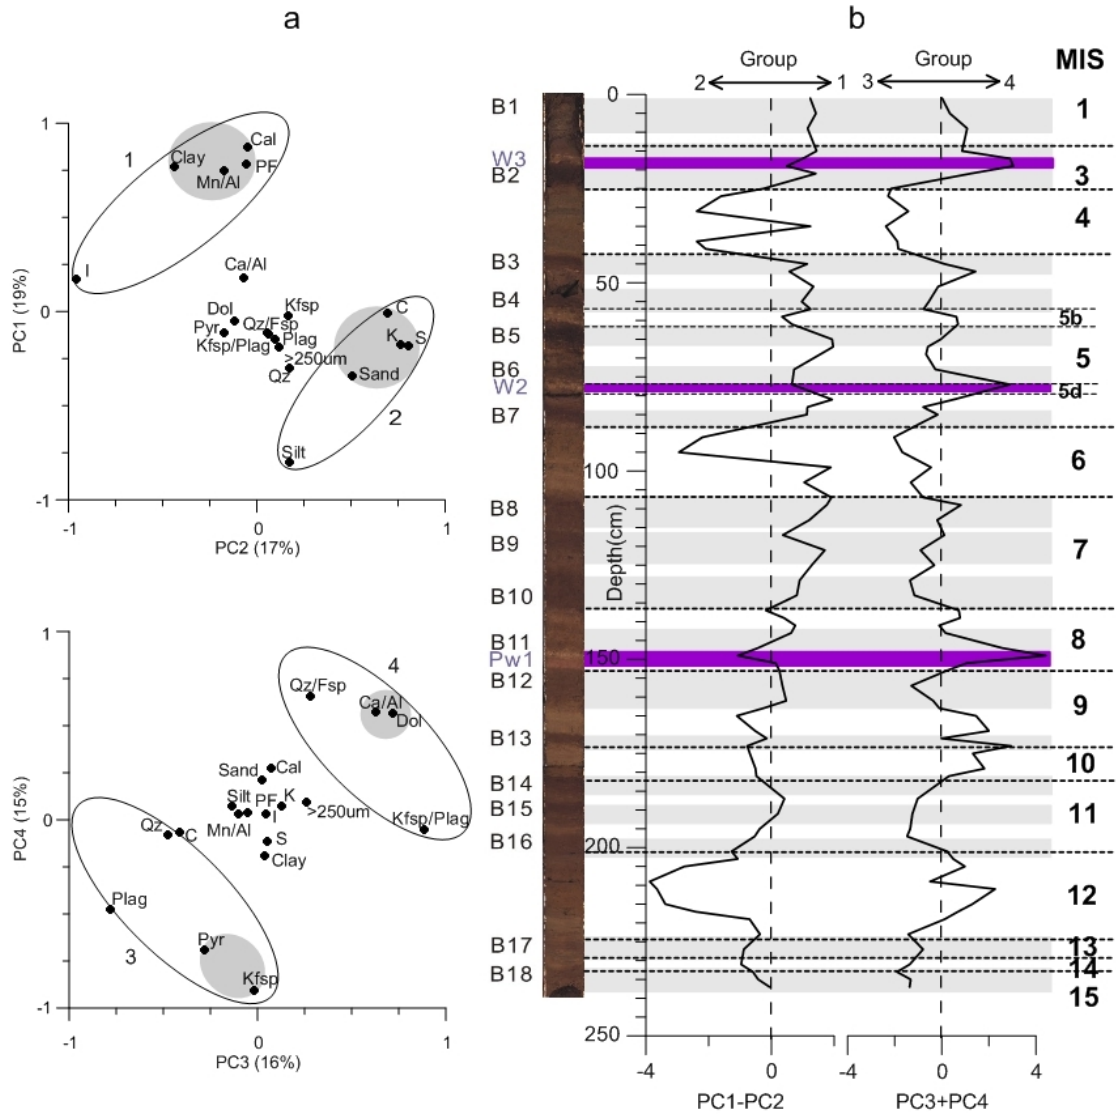 a
b
1
0
-1
-1
0
1
PC1 (19%)
PC2 (17%)
1
Clay
Cal
PF
Mn/Al
I
Ca/Al
Dol
Kfsp
Pyr
Qz/Fsp
Kfsp/Plag
Plag
>250um
Qz
C
K
S
Sand
2
Silt
1
0
-1
-1
0
1
PC4 (15%)
PC3 (16%)
4
Qz/Fsp
Ca/Al
Dol
Kfsp/Plag
Sand
Cal
Silt
PF
K
I
>250um
Mn/Al
S
Clay
Qz
C
Plag
3
Pyr
Kfsp
B1
W3
B2
B3
B4
B5
B6
W2
B7
B8
B9
B10
B11
Pw1
B12
B13
B14
B15
B16
B17
B18
Group
2
1
Group
3
4
MIS
0
50
100
150
200
250
Depth(cm)
-4
0
PC1-PC2
-4
0
4
PC3+PC4
1
3
4
5b
5
5d
6
7
8
9
10
11
12
13
14
15